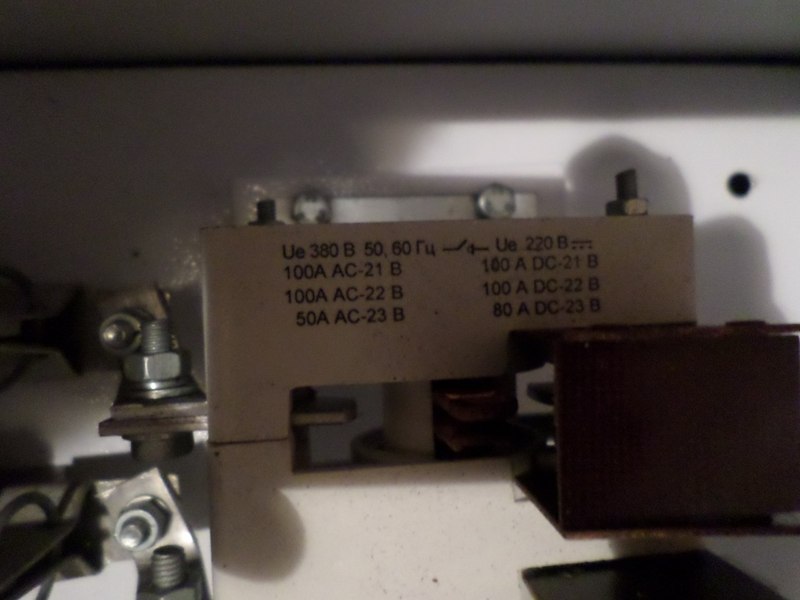 Ue 380 В 50, 60 Гц Ue 220 В
100А АС-21 В 100 А DC-21 В
100А АС-22 В 100 А DC-22 В
50А АС-23 В 80 А DC-23 В